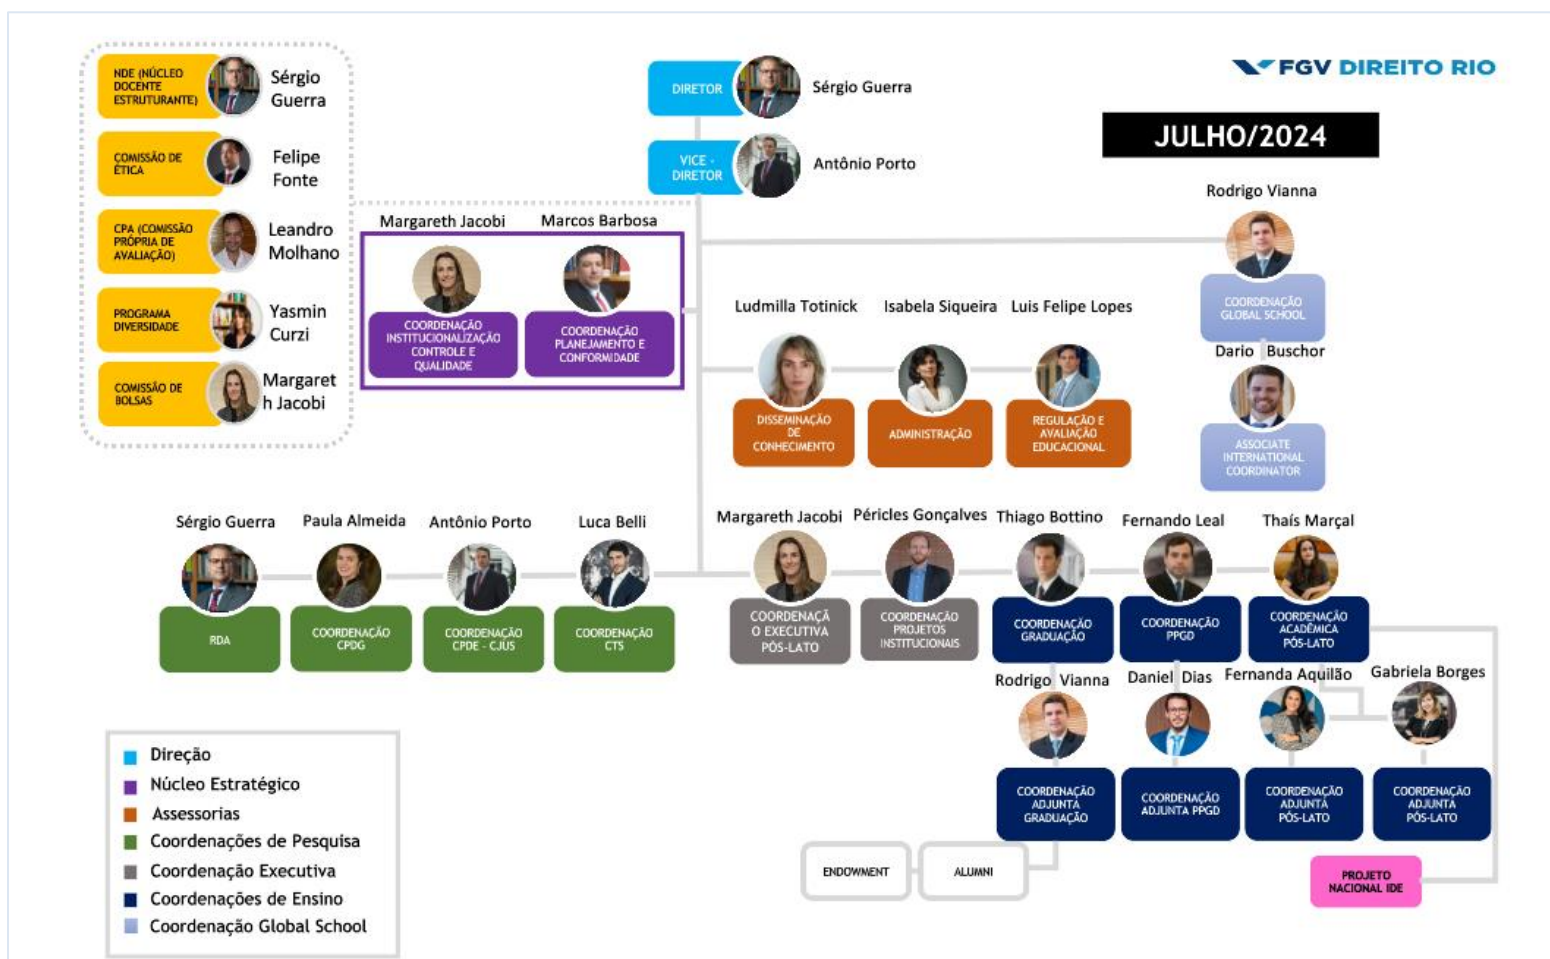 NDE (NÚCLEO
DOCENTE
ESTRUTURANTE)
Sérgio
Guerra
COMISSÃO DE
ÉTICA
Felipe
Fonte
CPA (COMISSÃO
PRÓPRIA DE
AVALIAÇÃO)
Leandro
Molhano
PROGRAMA
DIVERSIDADE
Yasmin
Curzi
COMISSÃO DE
BOLSAS
Margaret
h Jacobi
DIRETOR
Sérgio Guerra
VICE -
DIRETOR
Antônio Porto
FGV DIREITO RIO
JULHO/2024
Margareth Jacobi
COORDENAÇÃO
INSTITUCIONALIZAÇÃO
CONTROLE E
QUALIDADE
Marcos Barbosa
COORDENAÇÃO
PLANEJAMENTO E
CONFORMIDADE
Rodrigo Vianna
COORDENAÇÃO
GLOBAL SCHOOL
Dario Buschor
ASSOCIATE
INTERNATIONAL
COORDINATOR
Ludmilla Totinick
DISSEMINAÇÃO
DE
CONHECIMENTO
Isabela Siqueira
ADMINISTRAÇÃO
Luis Felipe Lopes
REGULAÇÃO E
AVALIAÇÃO
EDUCACIONAL
Sérgio Guerra
RDA
Paula Almeida
COORDENAÇÃO
CPDG
Antônio Porto
COORDENAÇÃO
CPDE - CJUS
Luca Belli
COORDENAÇÃO
CTS
Margareth Jacobi
COORDENAÇÃ
O EXECUTIVA
PÓS-LATO
Péricles Gonçalves
COORDENAÇÃO
PROJETOS
INSTITUCIONAIS
Thiago Bottino
COORDENAÇÃO
GRADUAÇÃO
Fernando Leal
COORDENAÇÃO
PPGD
Thaís Marçal
COORDENAÇÃO
ACADÊMICA
PÓS-LATO
Rodrigo Vianna
COORDENAÇÃO
ADJUNTA
GRADUAÇÃO
Daniel Dias
COORDENAÇÃO
ADJUNTA PPGD
Fernanda Aquilão
COORDENAÇÃO
ADJUNTA
PÓS-LATO
Gabriela Borges
COORDENAÇÃO
ADJUNTA
PÓS-LATO
ENDOWMENT
ALUMNI
PROJETO
NACIONAL IDE
Direção
Núcleo Estratégico
Assessorias
Coordenações de Pesquisa
Coordenação Executiva
Coordenações de Ensino
Coordenação Global School